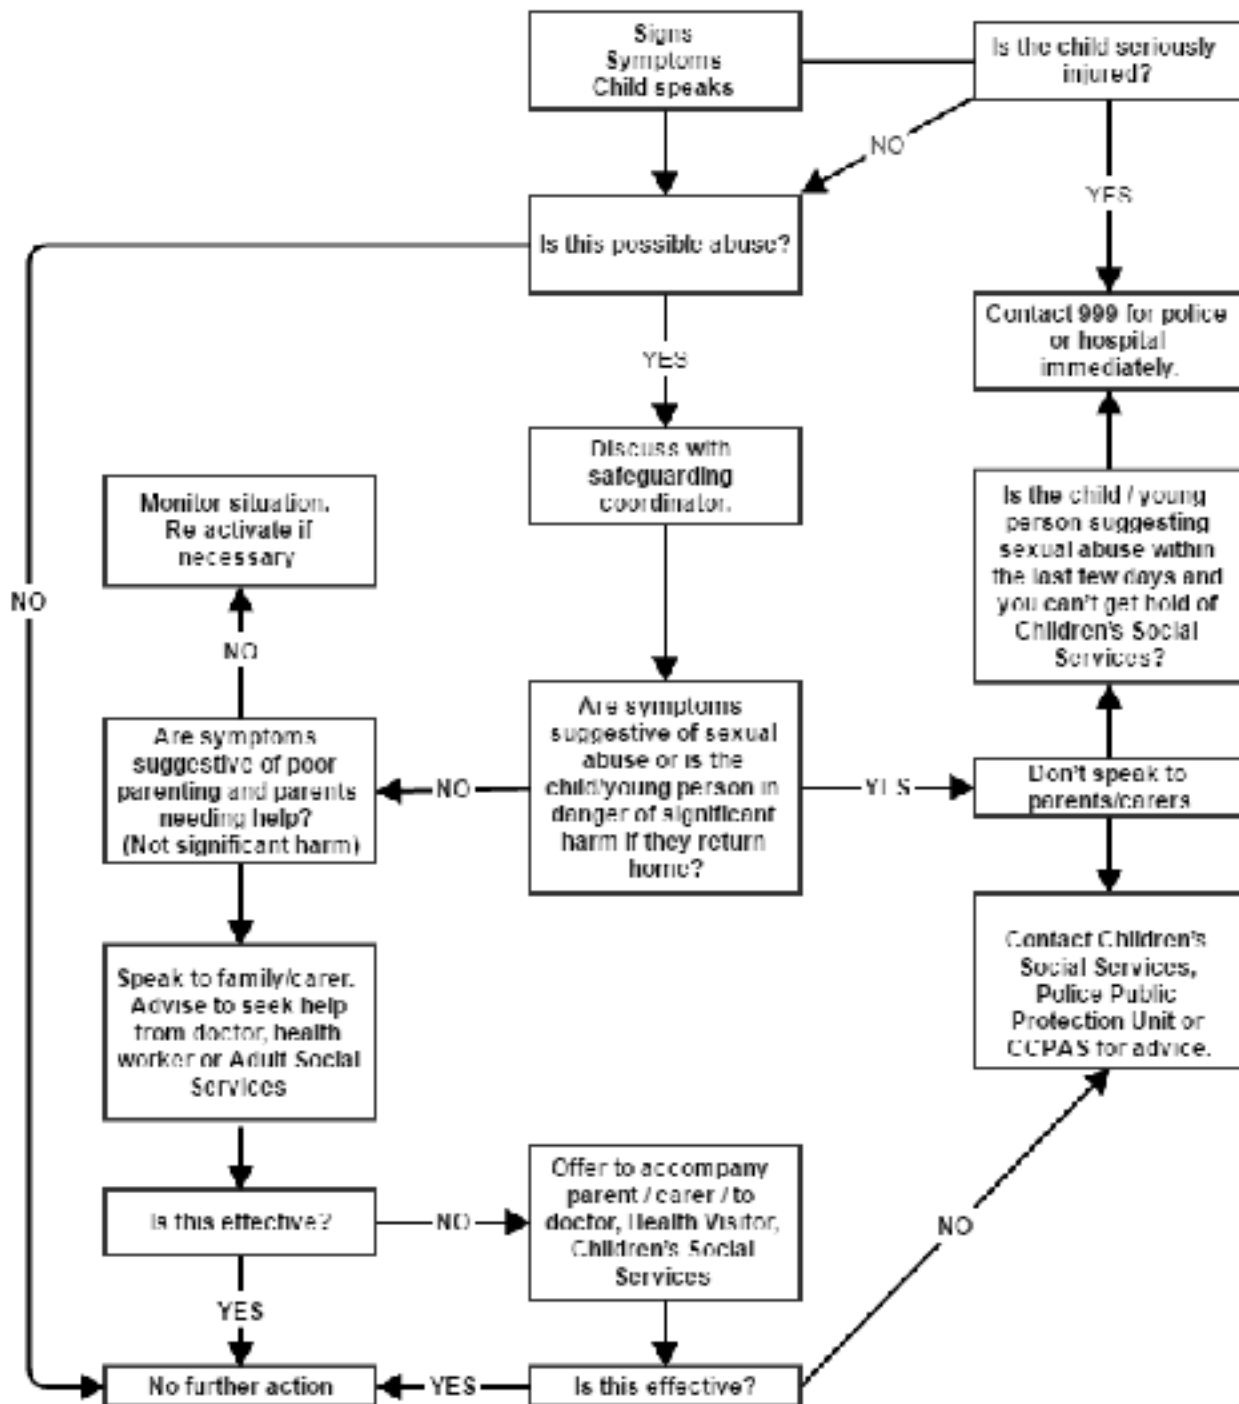 Signs
Symptoms
Child speaks
Is the child seriously
injured?
NO
YES
Is this possible abuse?
Contact 999 for police
or hospital
immediately.
YES
Discuss with
safeguarding
coordinator.
Monitor situation.
Re activate if
necessary
Is the child / young
person suggesting
sexual abuse within
the last few days and
you can't get hold of
Children's Social
Services?
NO
NO
Are symptoms
suggestive of poor
parenting and parents
needing help?
(Not significant harm)
NO
Are symptoms
suggestive of sexual
abuse or is the
child/young person in
danger of significant
harm if they return
home?
YES
Don't speak to
parents/carers
Speak to family/carer.
Advise to seek help
from doctor, health
worker or Adult Social
Services
Contact Children's
Social Services,
Police Public
Protection Unit or
CCPAS for advice.
Is this effective?
NO
Offer to accompany
parent / carer / to
doctor, Health Visitor,
Children's Social
Services
NO
YES
No further action
YES
Is this effective?